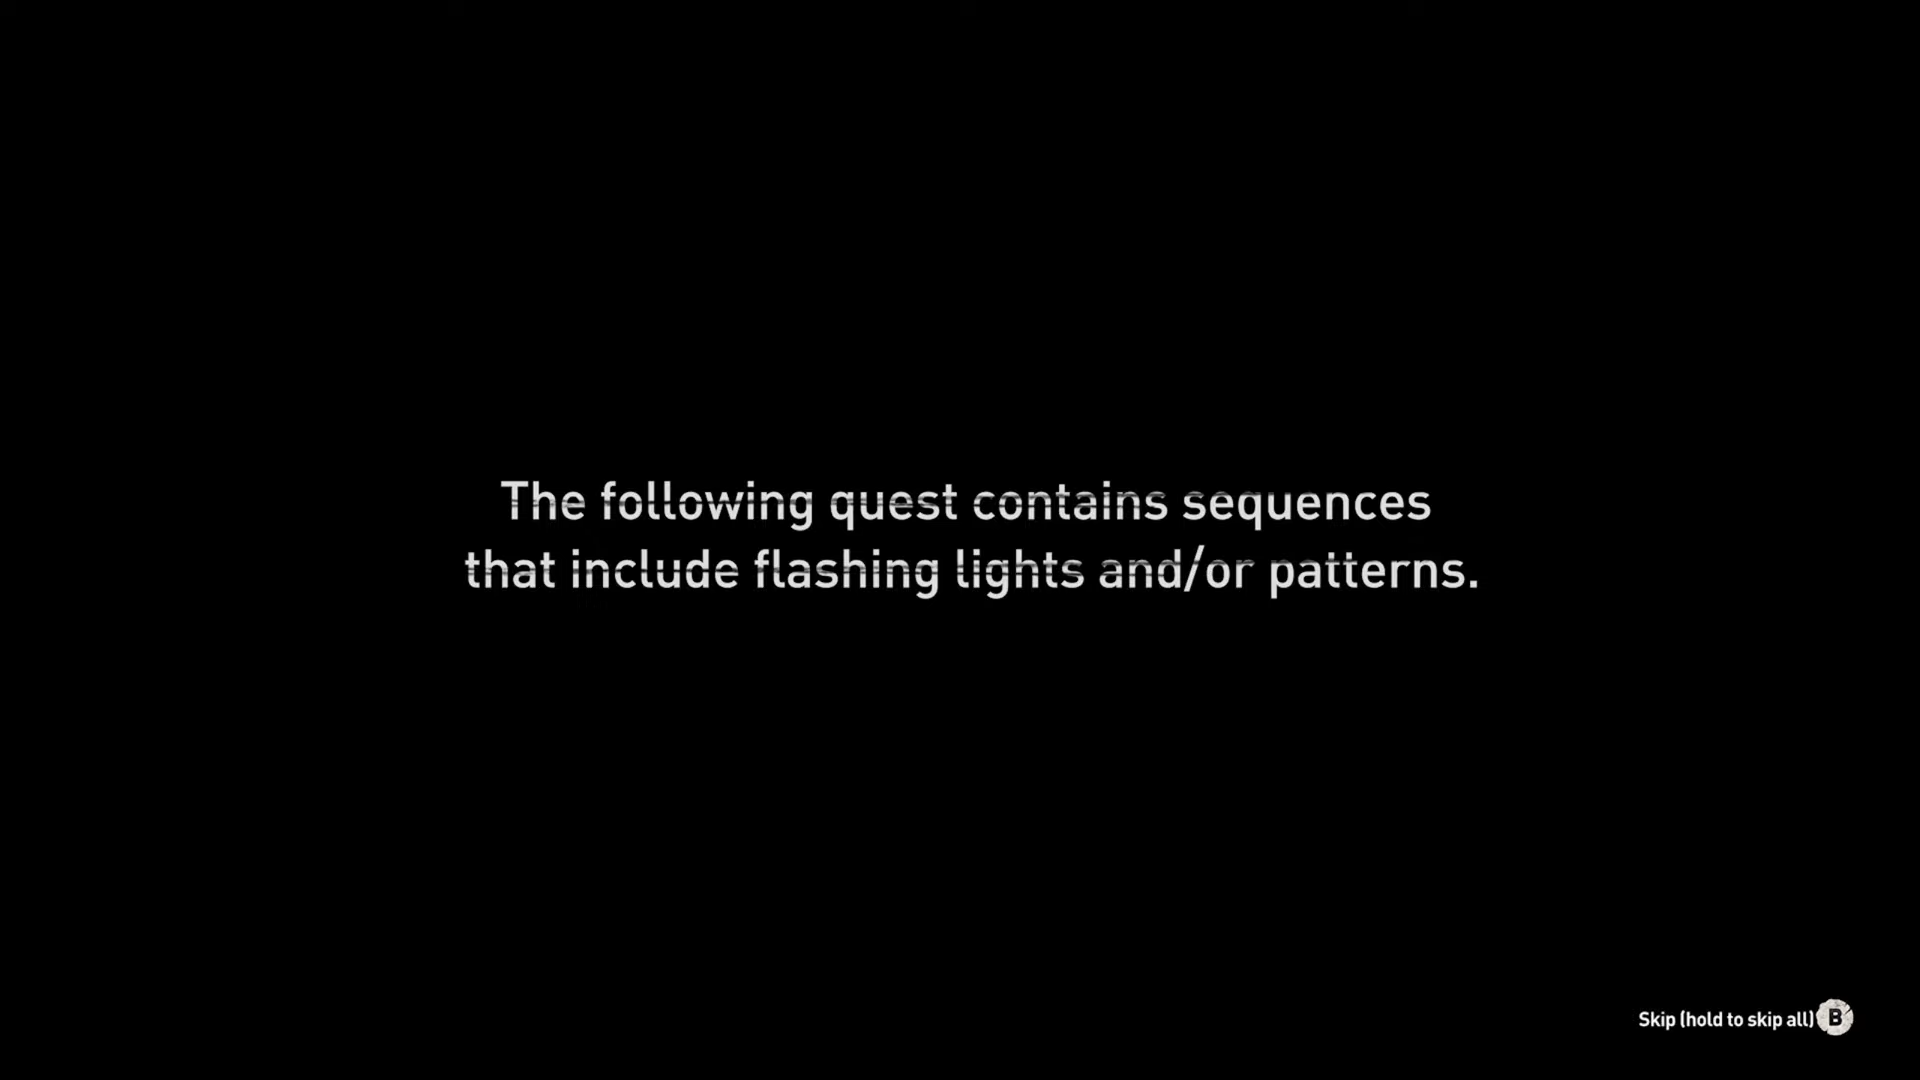 The following quest contains sequences
that include flashing lights and/or patterns.
Skip (hold to skip all) B